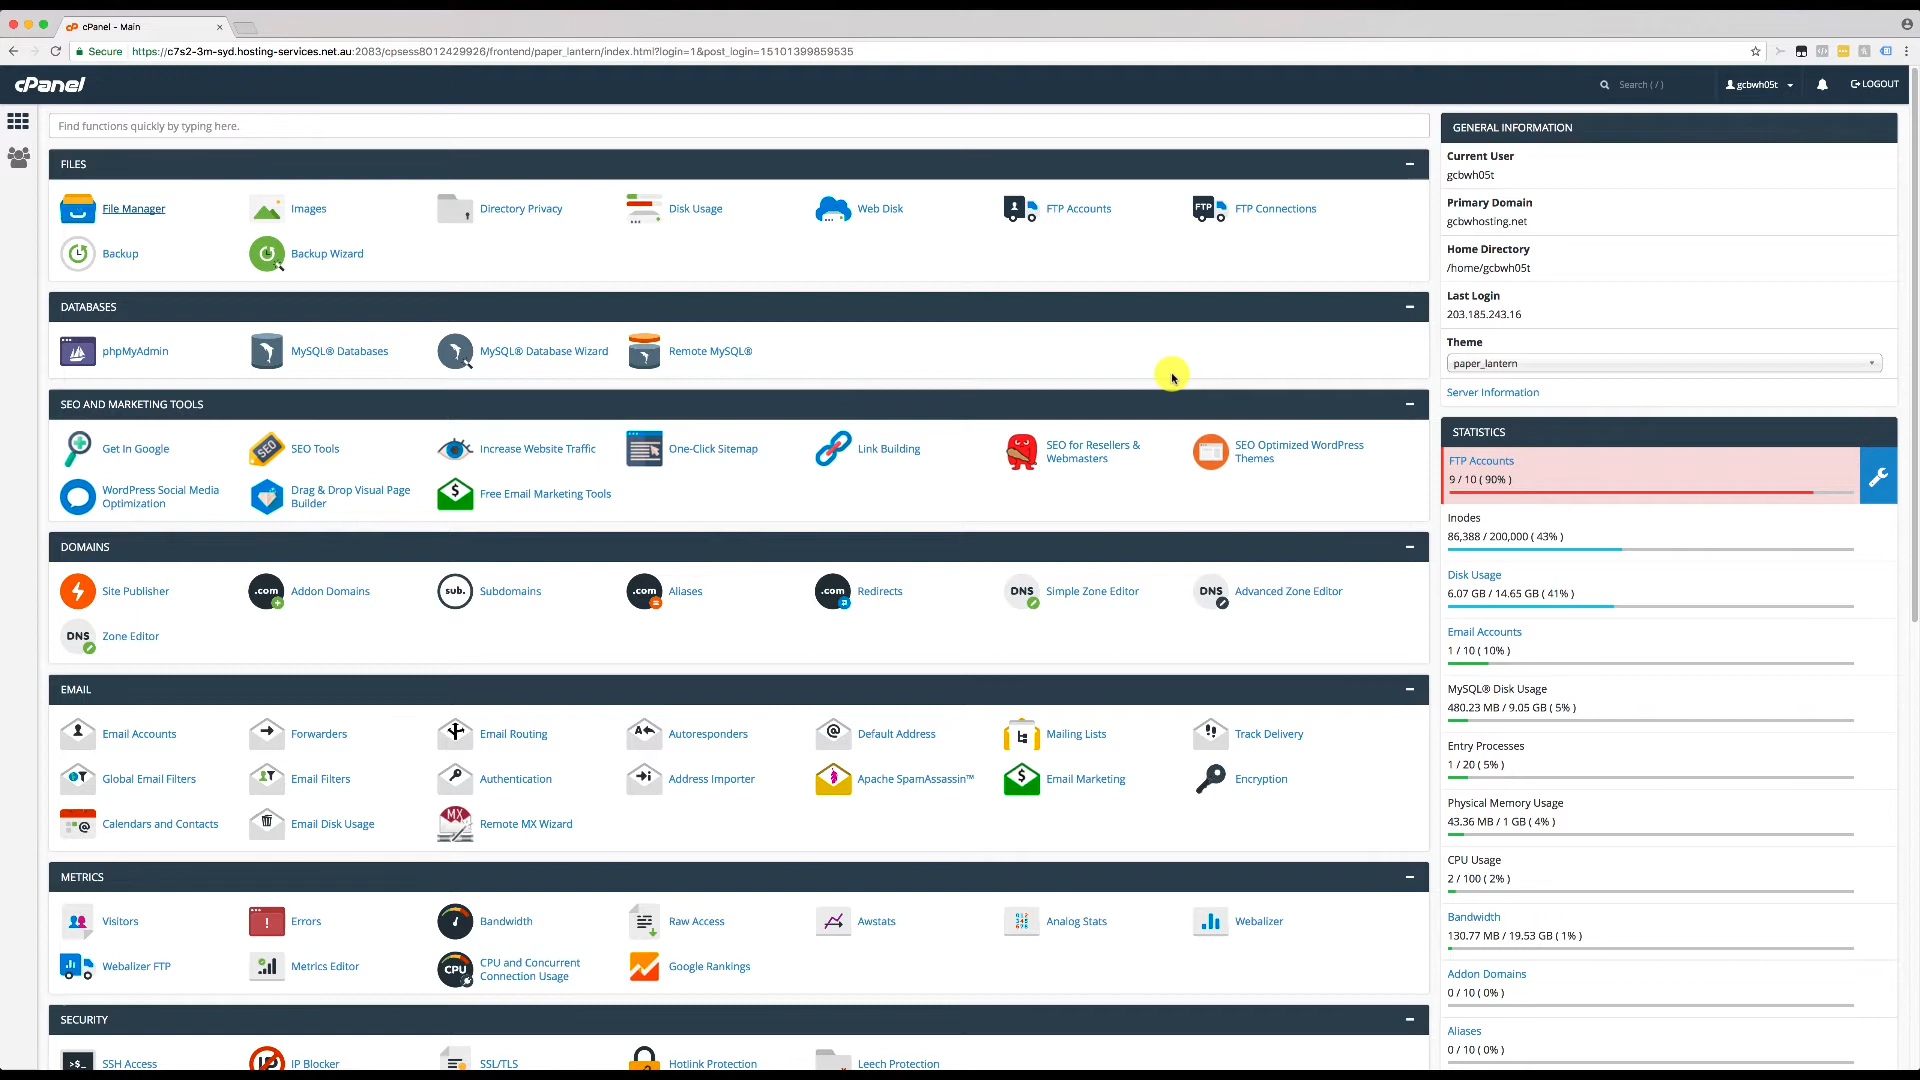 cPanel - Main
Secure https://c7s2-3m-syd.hosting-services.net.au:2083/cpsess8012429926/frontend/paper_lantern/index.html?login=1&post_login=15101399859535
cPanel
Search ( / )
gcbwh05t
LOGOUT
Find functions quickly by typing here.
FILES
File Manager
Images
Directory Privacy
Disk Usage
Web Disk
FTP Accounts
FTP
FTP Connections
Backup
Backup Wizard
DATABASES
phpMyAdmin
MySQL® Databases
MySQL® Database Wizard
Remote MySQL®
SEO AND MARKETING TOOLS
Get In Google
SEO
SEO Tools
Increase Website Traffic
One-Click Sitemap
Link Building
SEO for Resellers &
Webmasters
SEO Optimized WordPress
Themes
WordPress Social Media
Optimization
Drag & Drop Visual Page
Builder
$
Free Email Marketing Tools
DOMAINS
Site Publisher
.com
Addon Domains
sub.
Subdomains
.com
Aliases
.com
Redirects
DNS
Simple Zone Editor
DNS
Advanced Zone Editor
DNS
Zone Editor
EMAIL
Email Accounts
Forwarders
Email Routing
A
Autoresponders
@
Default Address
Mailing Lists
Track Delivery
Global Email Filters
Email Filters
Authentication
Address Importer
Apache SpamAssassin™
$
Email Marketing
Encryption
@
Calendars and Contacts
Email Disk Usage
MX
Remote MX Wizard
METRICS
Visitors
!
Errors
Bandwidth
Raw Access
Awstats
Analog Stats
Webalizer
Webalizer FTP
Metrics Editor
CPU
CPU and Concurrent
Connection Usage
Google Rankings
SECURITY
>$_
SSH Access
IP
IP Blocker
SSL/TLS
Hotlink Protection
Leech Protection
GENERAL INFORMATION
Current User
gcbwh05t
Primary Domain
gcbwhosting.net
Home Directory
/home/gcbwh05t
Last Login
203.185.243.16
Theme
paper_lantern
Server Information
STATISTICS
FTP Accounts
9 / 10 ( 90% )
Inodes
86,388 / 200,000 ( 43% )
Disk Usage
6.07 GB / 14.65 GB ( 41% )
Email Accounts
1 / 10 ( 10% )
MySQL® Disk Usage
480.23 MB / 9.05 GB ( 5% )
Entry Processes
1 / 20 ( 5% )
Physical Memory Usage
43.36 MB / 1 GB ( 4% )
CPU Usage
2 / 100 ( 2% )
Bandwidth
130.77 MB / 19.53 GB ( 1% )
Addon Domains
0 / 10 ( 0% )
Aliases
0 / 10 ( 0% )